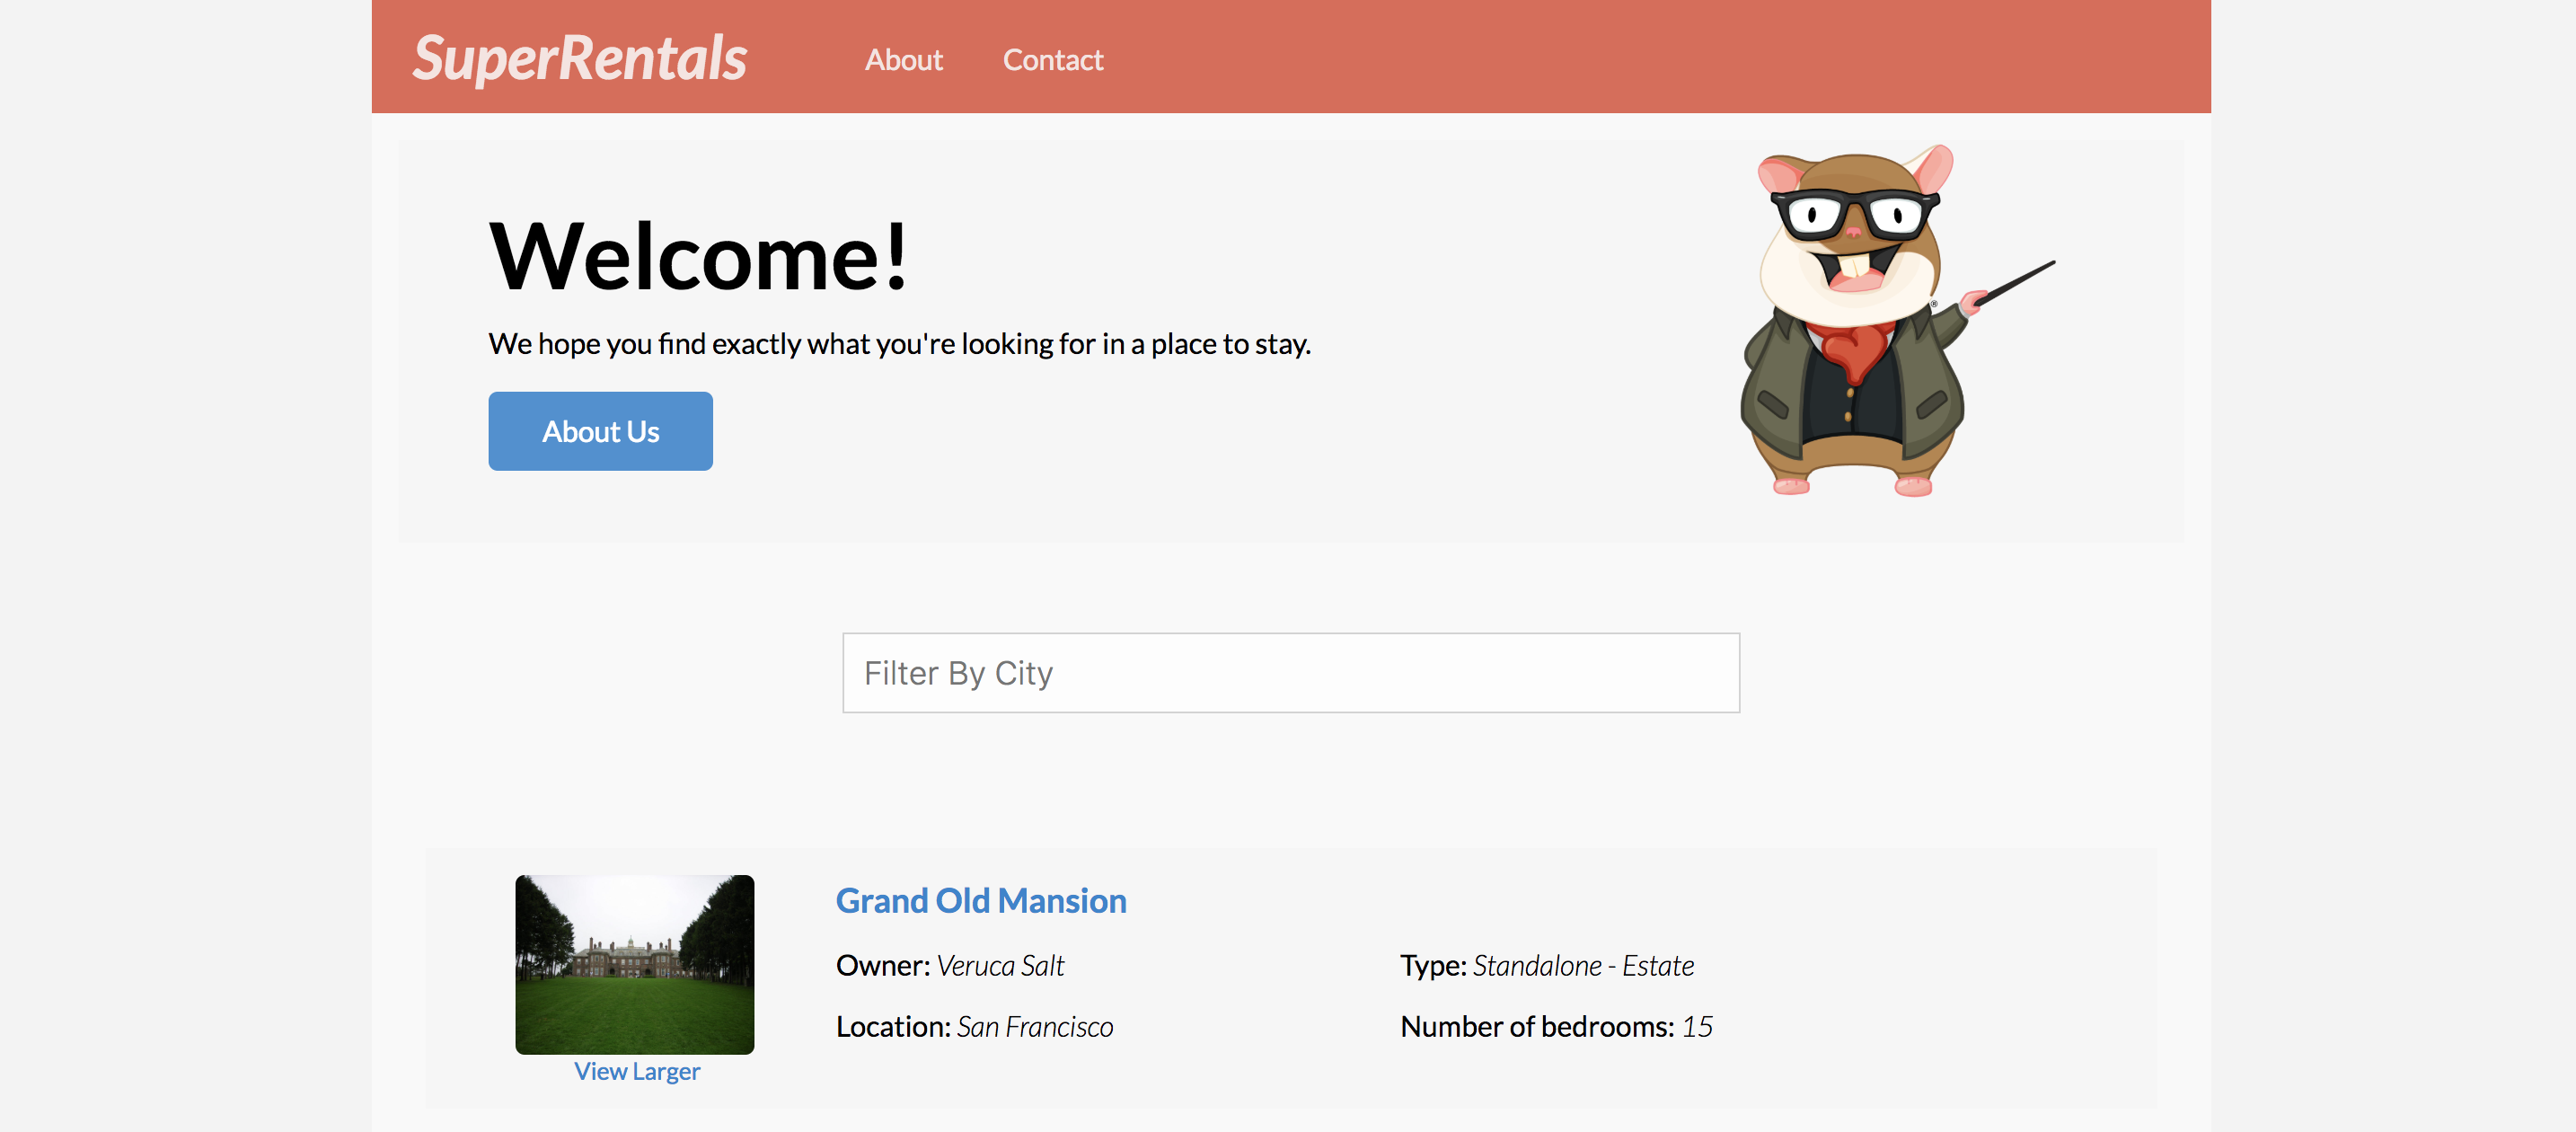 SuperRentals About Contact
Welcome!
We hope you find exactly what you're looking for in a place to stay.
About Us
®
Filter By City
Grand Old Mansion
Owner: Veruca Salt Type: Standalone - Estate
Location: San Francisco Number of bedrooms: 15
View Larger